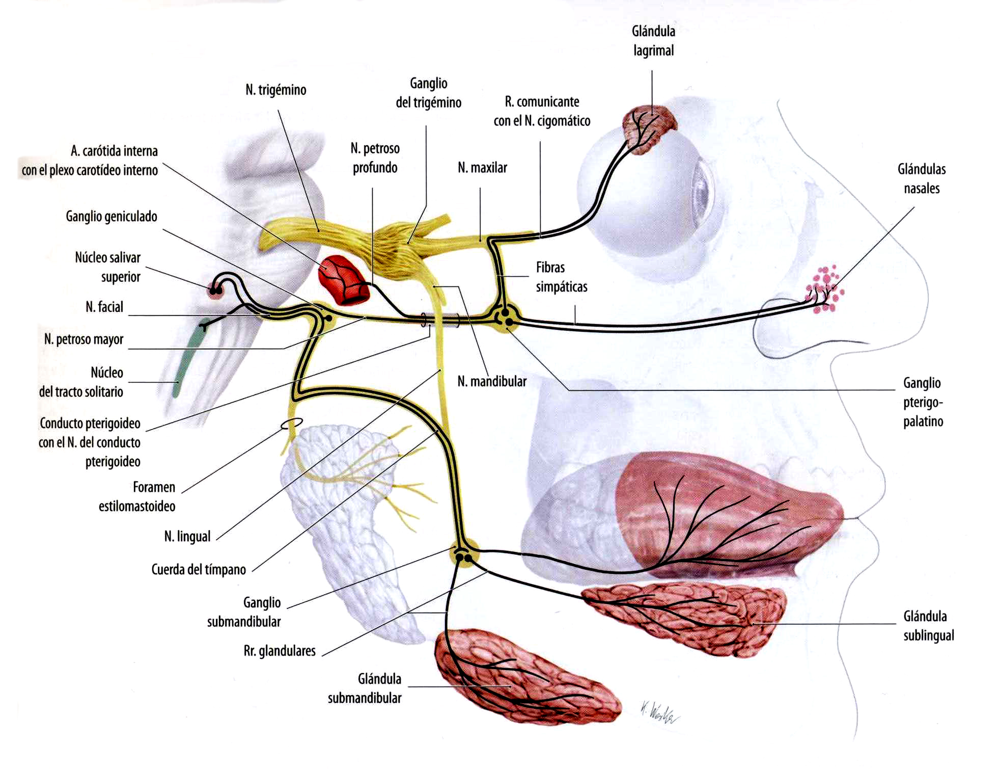 Glándula
lagrimal
N. trigémino
Ganglio
del trigémino
R. comunicante
con el N. cigomático
A. carótida interna
con el plexo carotídeo interno
N. petroso
profundo
N. maxilar
Glándulas
nasales
Ganglio geniculado
Núcleo salivar
superior
Fibras
simpáticas
N. facial
N. petroso mayor
Núcleo
del tracto solitario
N. mandibular
Ganglio
pterigo-
palatino
Conducto pterigoideo
con el N. del conducto
pterigoideo
Foramen
estilomastoideo
N. lingual
Cuerda del tímpano
Ganglio
submandibular
Glándula
sublingual
Rr. glandulares
Glándula
submandibular